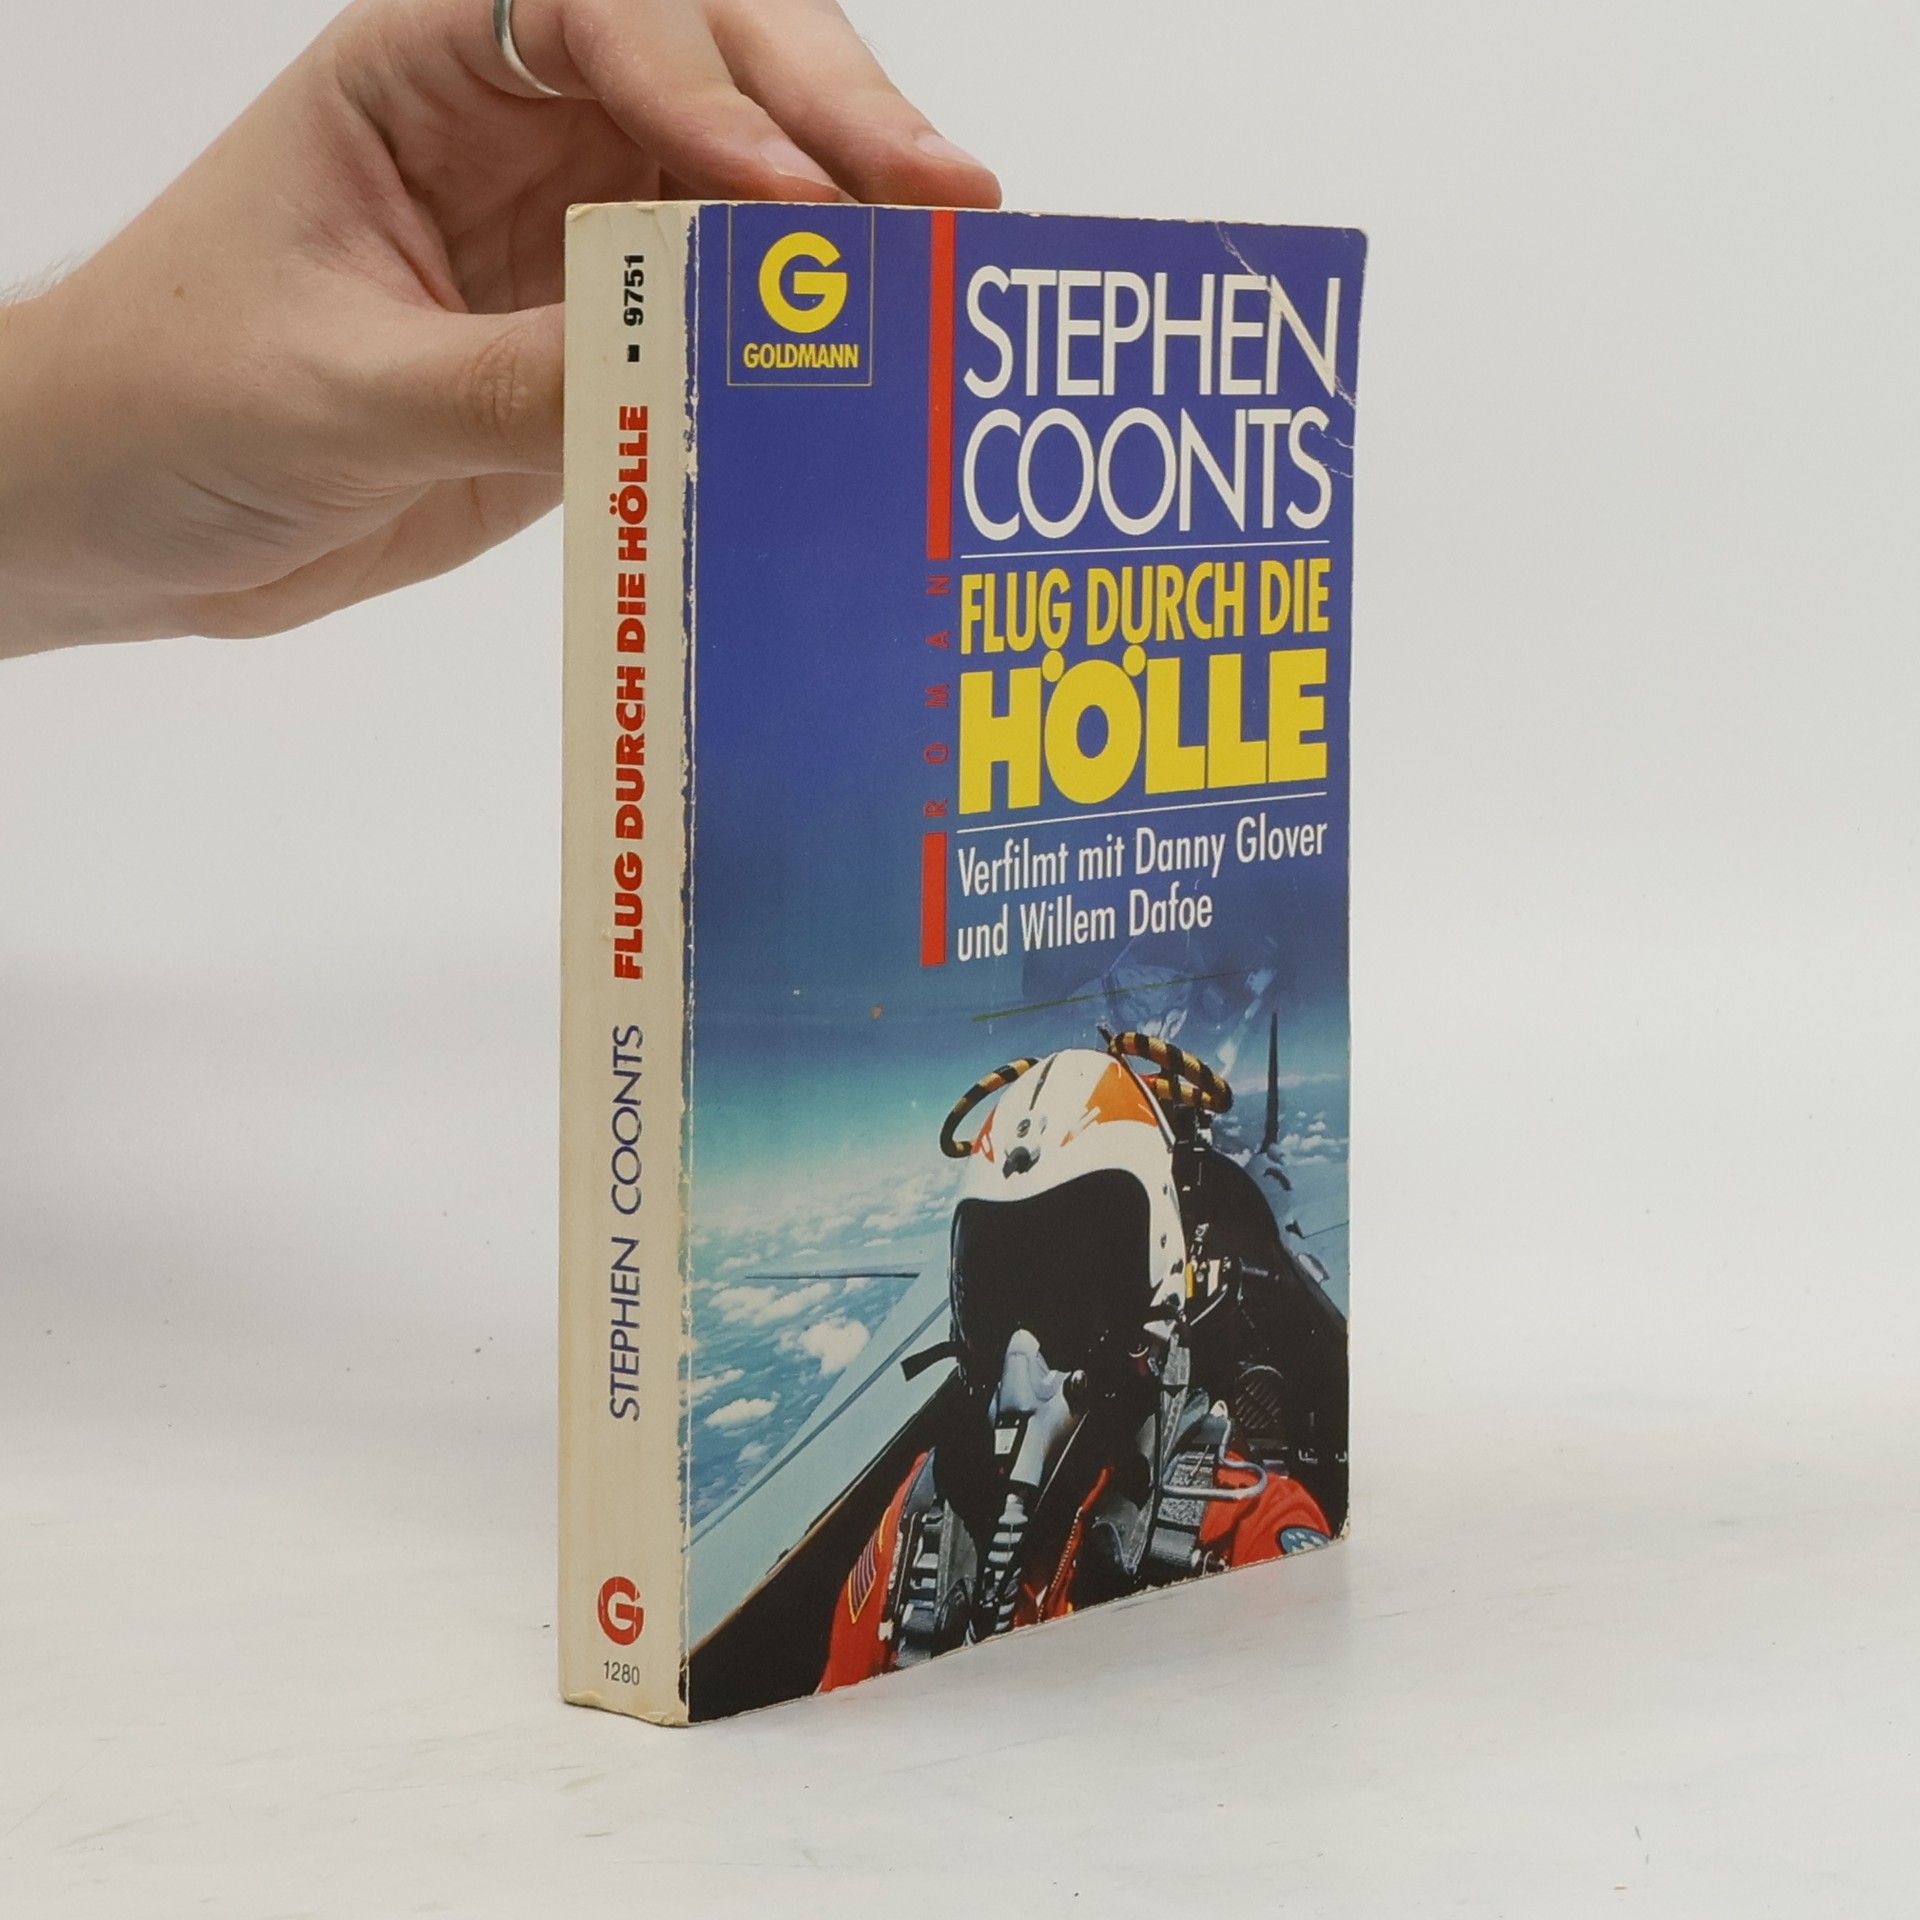 9751
STEPHEN COONTS FLUG DURCH DIE HÖLLE
G
1280
G
GOLDMANN
ROMAN
STEPHEN
COONTS
FLUG DURCH DIE
HÖLLE
Verfilmt mit Danny Glover
und Willem Dafoe